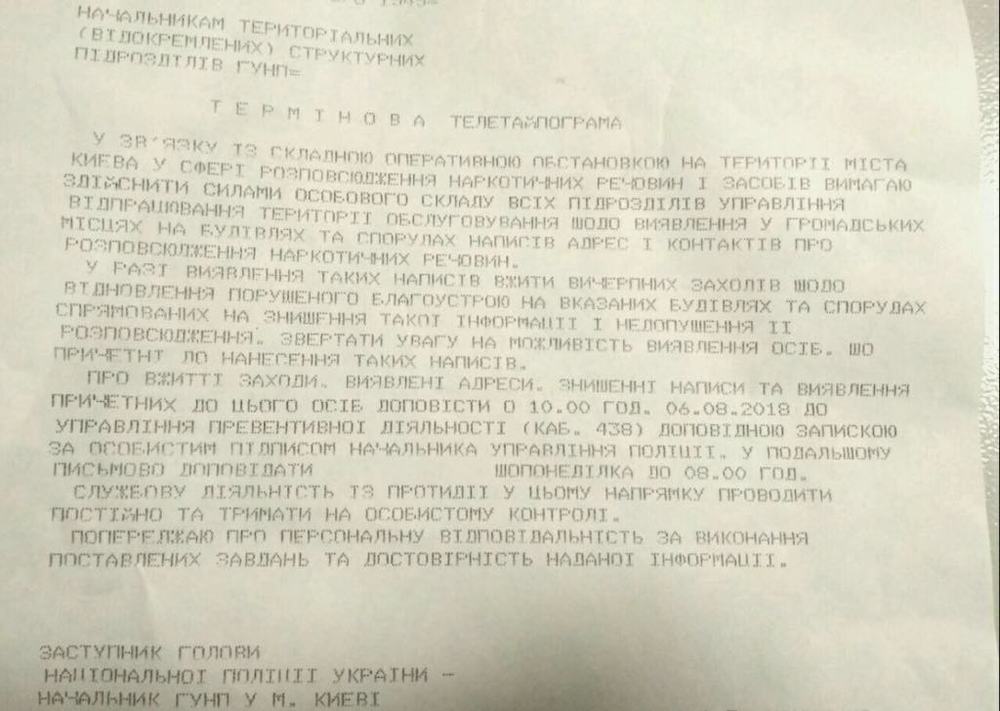 НАЧАЛЬНИКАМ ТЕРИТОРІАЛЬНИХ
(ВІДОКРЕМЛЕНИХ) СТРУКТУРНИХ
ПІДРОЗДІЛІВ ГУНП=
Т Е Р М І Н О В А ТЕЛЕТАЙПОГРАМА
У ЗВ'ЯЗКУ ІЗ СКЛАДНОЮ ОПЕРАТИВНОЮ ОБСТАНОВКОЮ НА ТЕРИТОРІЇ МІСТА
КИЕВА У СФЕРІ РОЗПОВСЮДЖЕННЯ НАРКОТИЧНИХ РЕЧОВИН І ЗАСОБІВ ВИМАГАЮ
ЗДІЙСНИТИ СИЛАМИ ОСОБОВОГО СКЛАДУ ВСІХ ПІДРОЗДІЛІВ УПРАВЛІННЯ
ВІДПРАЦЮВАННЯ ТЕРИТОРІЇ ОБСЛУГОВУВАННЯ ЩОДО ВИЯВЛЕННЯ У ГРОМАДСЬКИХ
МІСЦЯХ НА БУДІВЛЯХ ТА СПОРУДАХ НАПИСІВ АДРЕС І КОНТАКТІВ ПРО
РОЗПОВСЮДЖЕННЯ НАРКОТИЧНИХ РЕЧОВИН.
У РАЗІ ВИЯВЛЕННЯ ТАКИХ НАПИСІВ ВЖИТИ ВИЧЕРПНИХ ЗАХОДІВ ЩОДО
ВІДНОВЛЕННЯ ПОРУШЕНОГО БЛАГОУСТРОЮ НА ВКАЗАНИХ БУДІВЛЯХ ТА СПОРУДАХ
СПРЯМОВАНИХ НА ЗНИЩЕННЯ ТАКОЇ ІНФОРМАЦІЇ І НЕДОПУЩЕННЯ ЇЇ
РОЗПОВСЮДЖЕННЯ. ЗВЕРТАТИ УВАГУ НА МОЖЛИВІСТЬ ВИЯВЛЕННЯ ОСІБ. ЩО
ПРИЧЕТНІ ДО НАНЕСЕННЯ ТАКИХ НАПИСІВ.
ПРО ВЖИТТІ ЗАХОДИ. ВИЯВЛЕНІ АДРЕСИ. ЗНИЩЕННІ НАПИСИ ТА ВИЯВЛЕННЯ
ПРИЧЕТНИХ ДО ЦЬОГО ОСІБ ДОПОВІСТИ О 10.00 ГОД. 06.08.2018 ДО
УПРАВЛІННЯ ПРЕВЕНТИВНОЇ ДІЯЛЬНОСТІ (КАБ. 438) ДОПОВІДНОЮ ЗАПИСКОЮ
ЗА ОСОБИСТИМ ПІДПИСОМ НАЧАЛЬНИКА УПРАВЛІННЯ ПОЛІЦІЇ. У ПОДАЛЬШОМУ
ПИСЬМОВО ДОПОВІДАТИ ЩОПОНЕДІЛКА ДО 08.00 ГОД.
СЛУЖБОВУ ДІЯЛЬНІСТЬ ІЗ ПРОТИДІЇ У ЦЬОМУ НАПРЯМКУ ПРОВОДИТИ
ПОСТІЙНО ТА ТРИМАТИ НА ОСОБИСТОМУ КОНТРОЛІ.
ПОПЕРЕДЖАЮ ПРО ПЕРСОНАЛЬНУ ВІДПОВІДАЛЬНІСТЬ ЗА ВИКОНАННЯ
ПОСТАВЛЕНИХ ЗАВДАНЬ ТА ДОСТОВІРНІСТЬ НАДАНОЇ ІНФОРМАЦІЇ.
ЗАСТУПНИК ГОЛОВИ
НАЦІОНАЛЬНОЇ ПОЛІЦІЇ УКРАЇНИ -
НАЧАЛЬНИК ГУНП У М. КИЕВІ